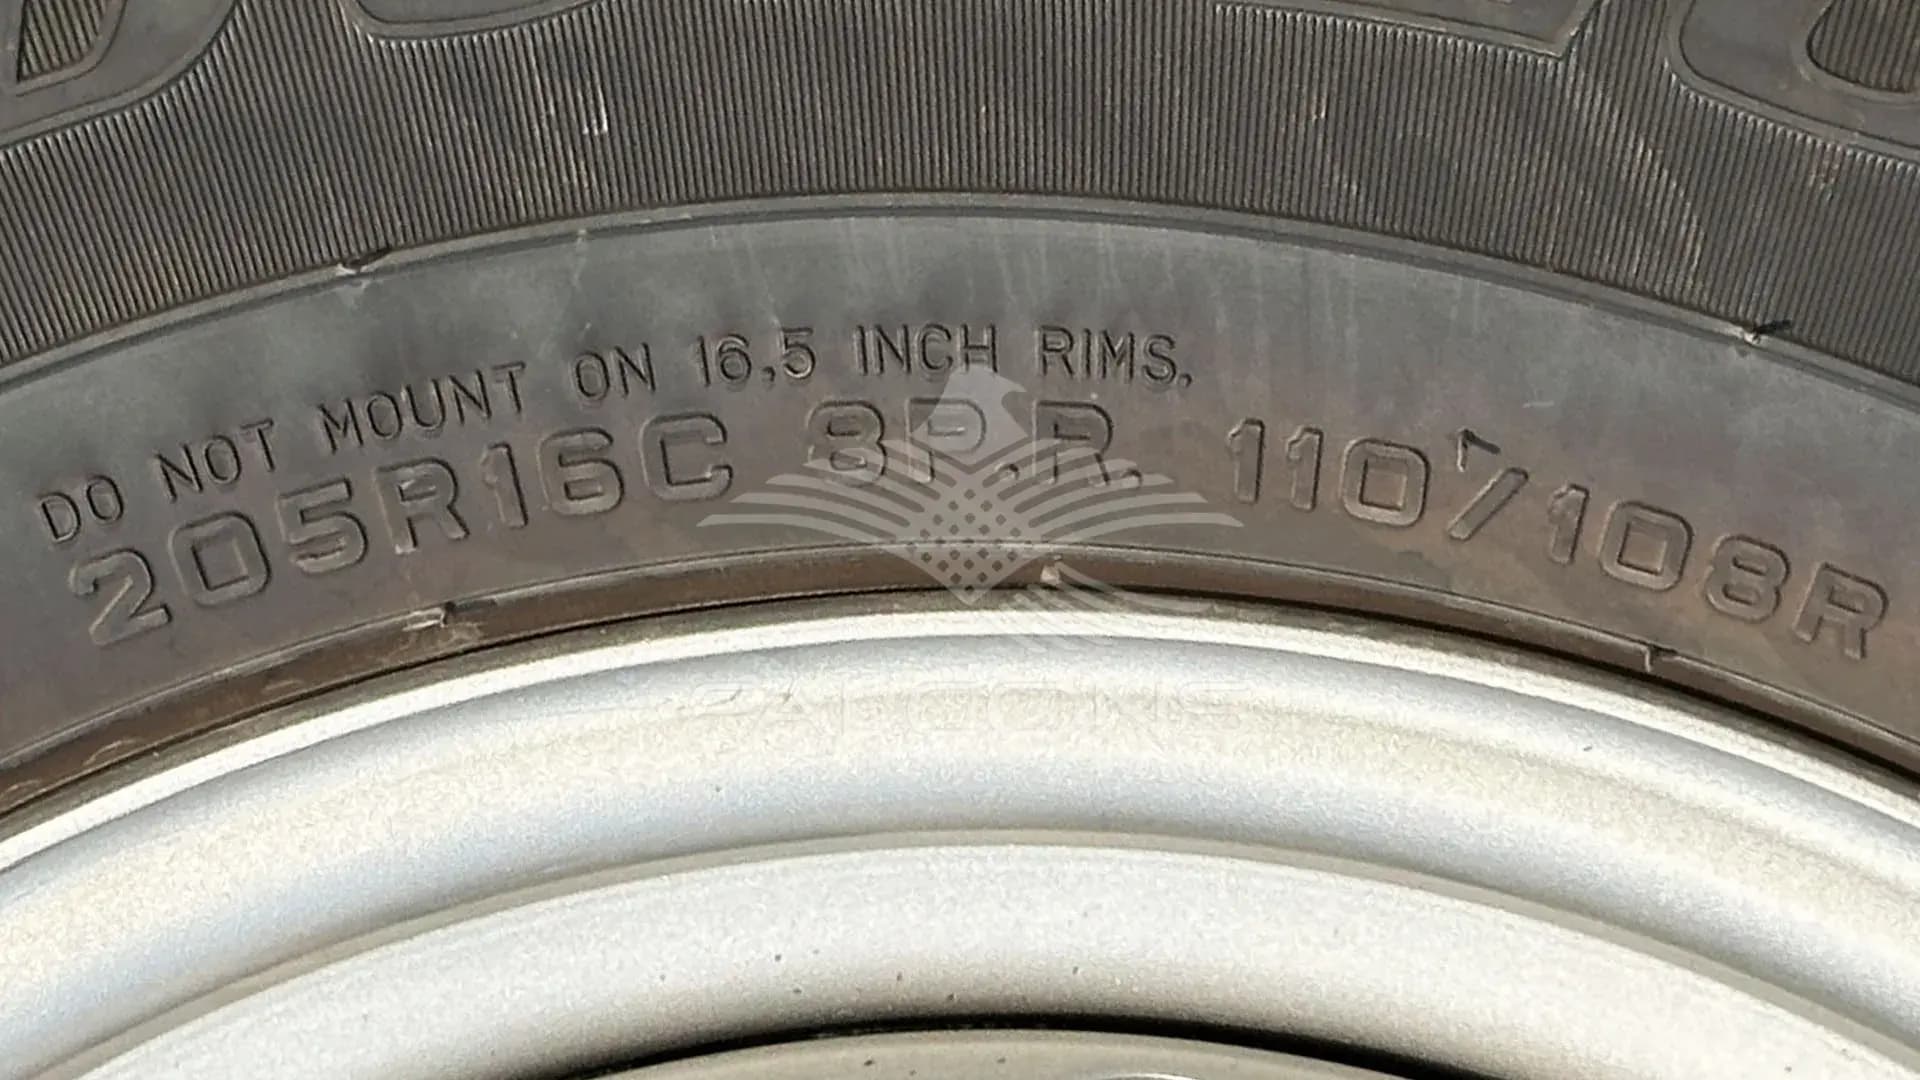 DO NOT MOUNT ON 16.5 INCH RIMS.
205R16C 8P.R. 110/108R